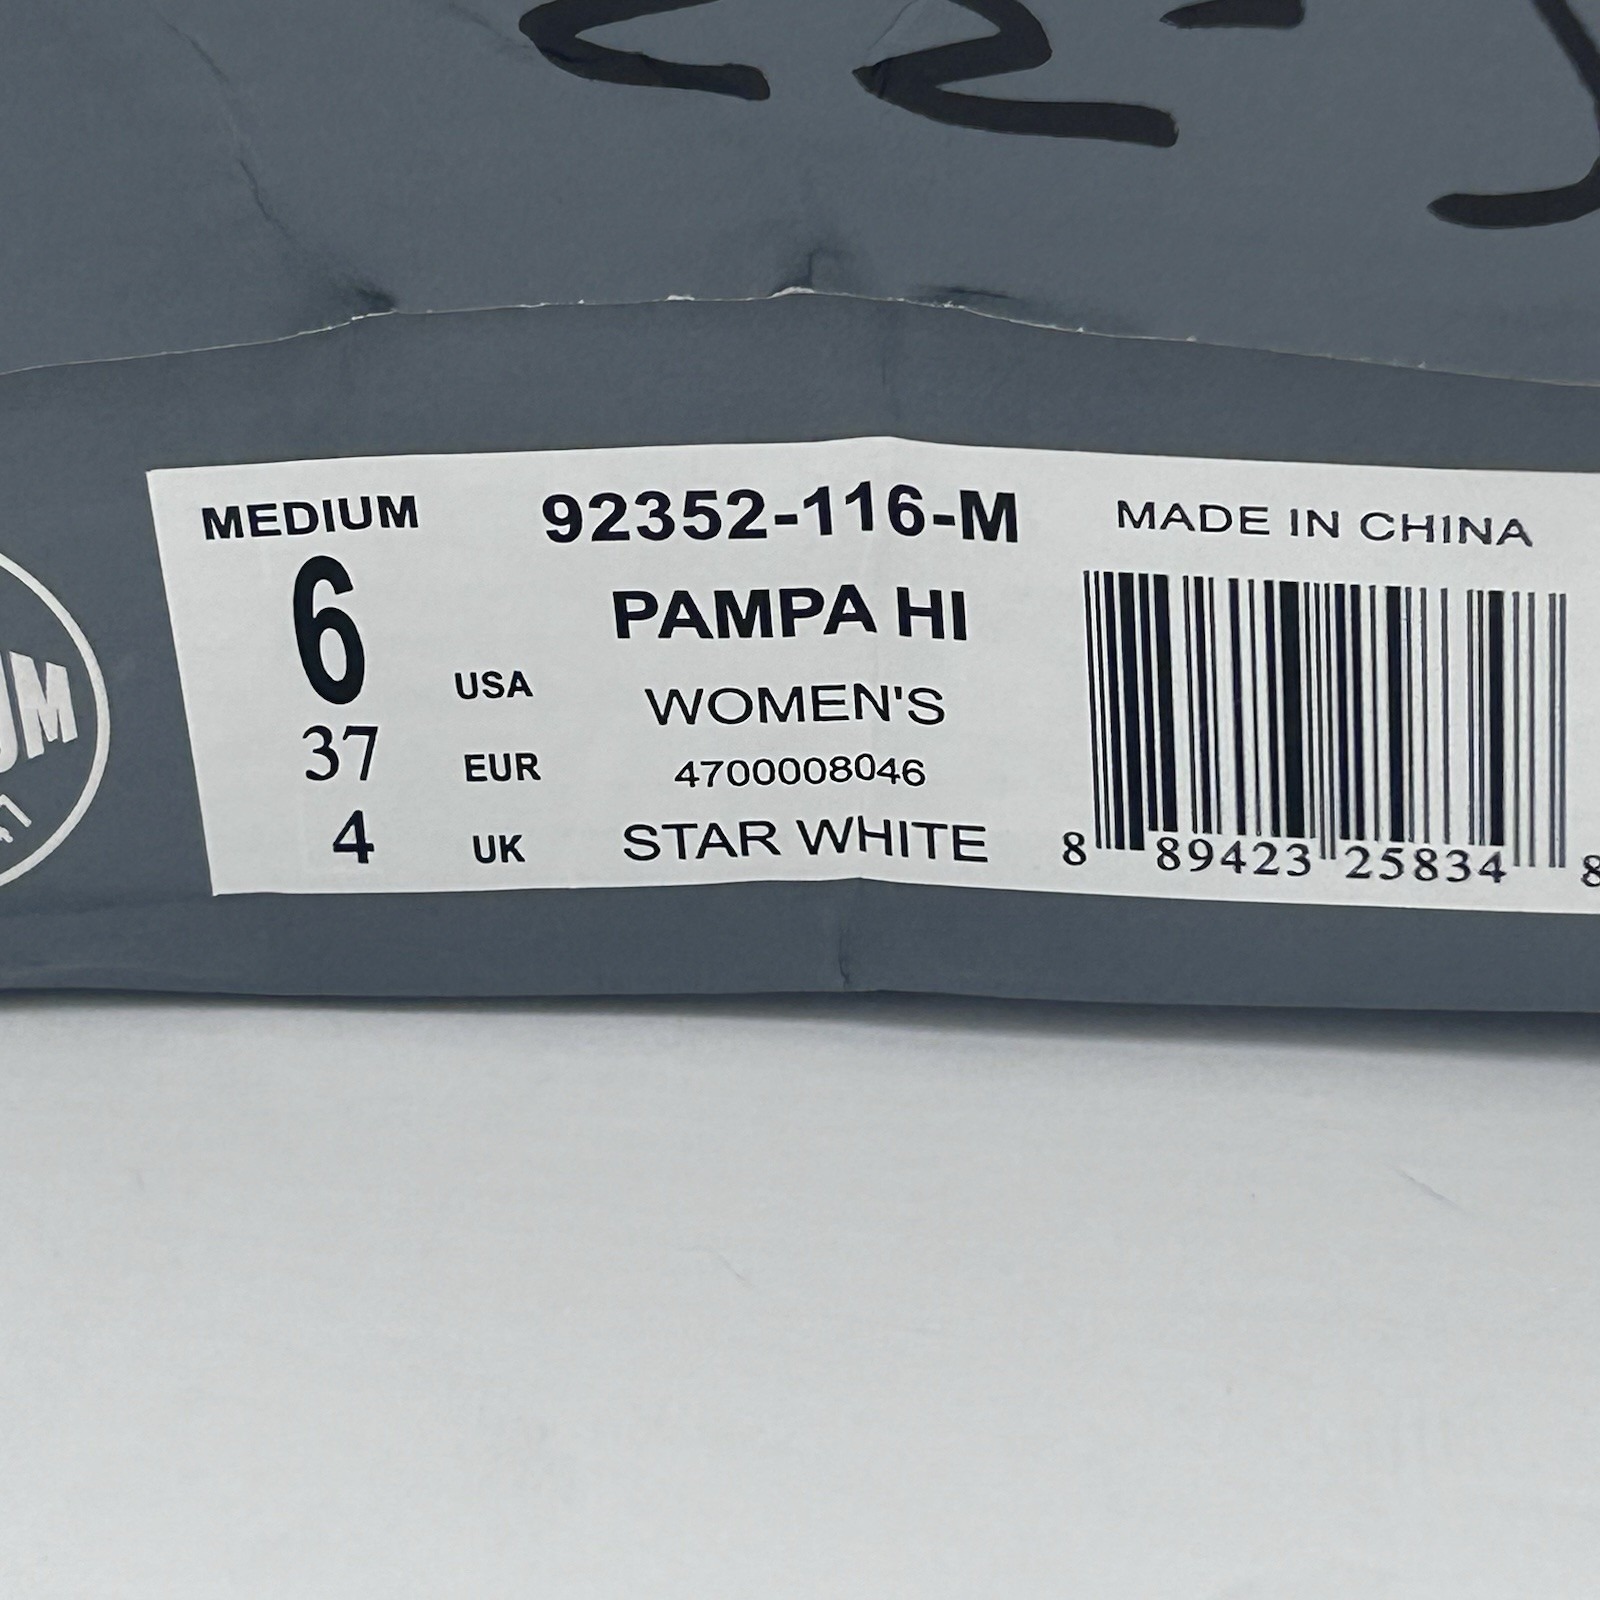 MEDIUM
92352-116-M
MADE IN CHINA
6 USA
PAMPA HI
WOMEN'S
37 EUR
4700008046
4 UK
STAR WHITE
8 89423 25834 8